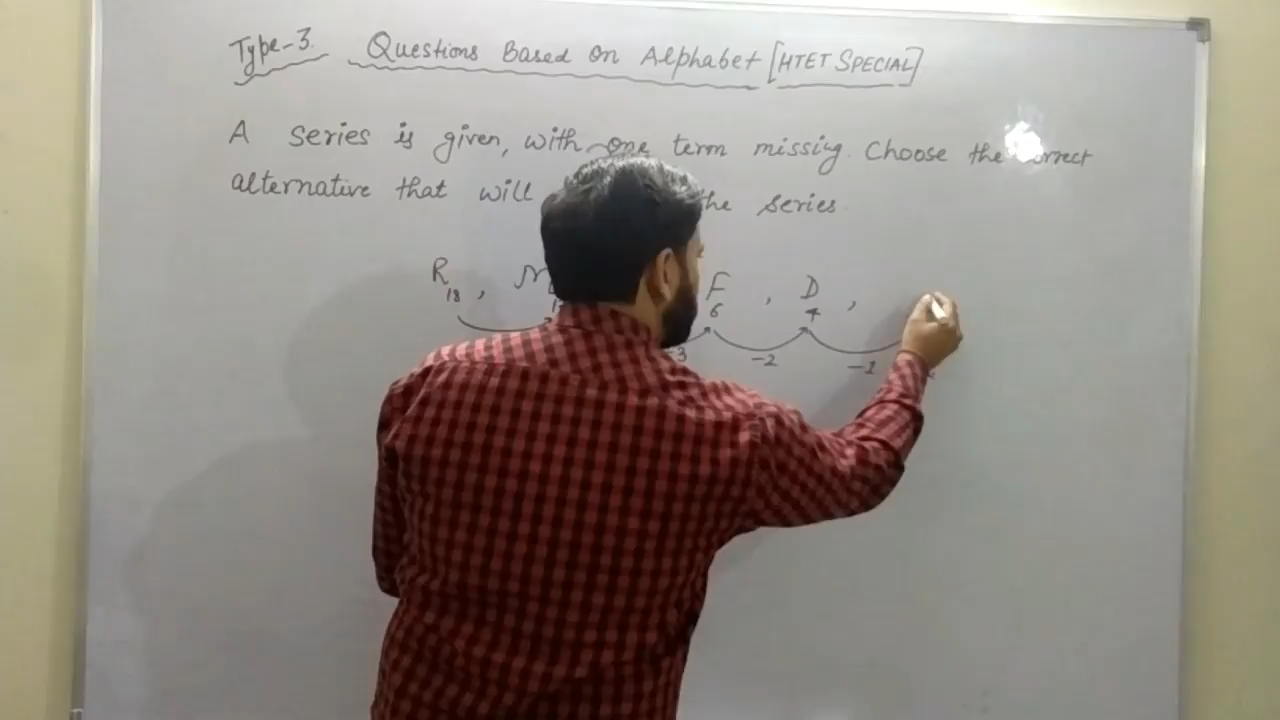 Type-3. Questions Based on Alphabet [HTET SPECIAL]
A series is given, with one term missing. Choose the correct
alternative that will the series
R , N F , D ,
18 6 4
-3 -2 -1